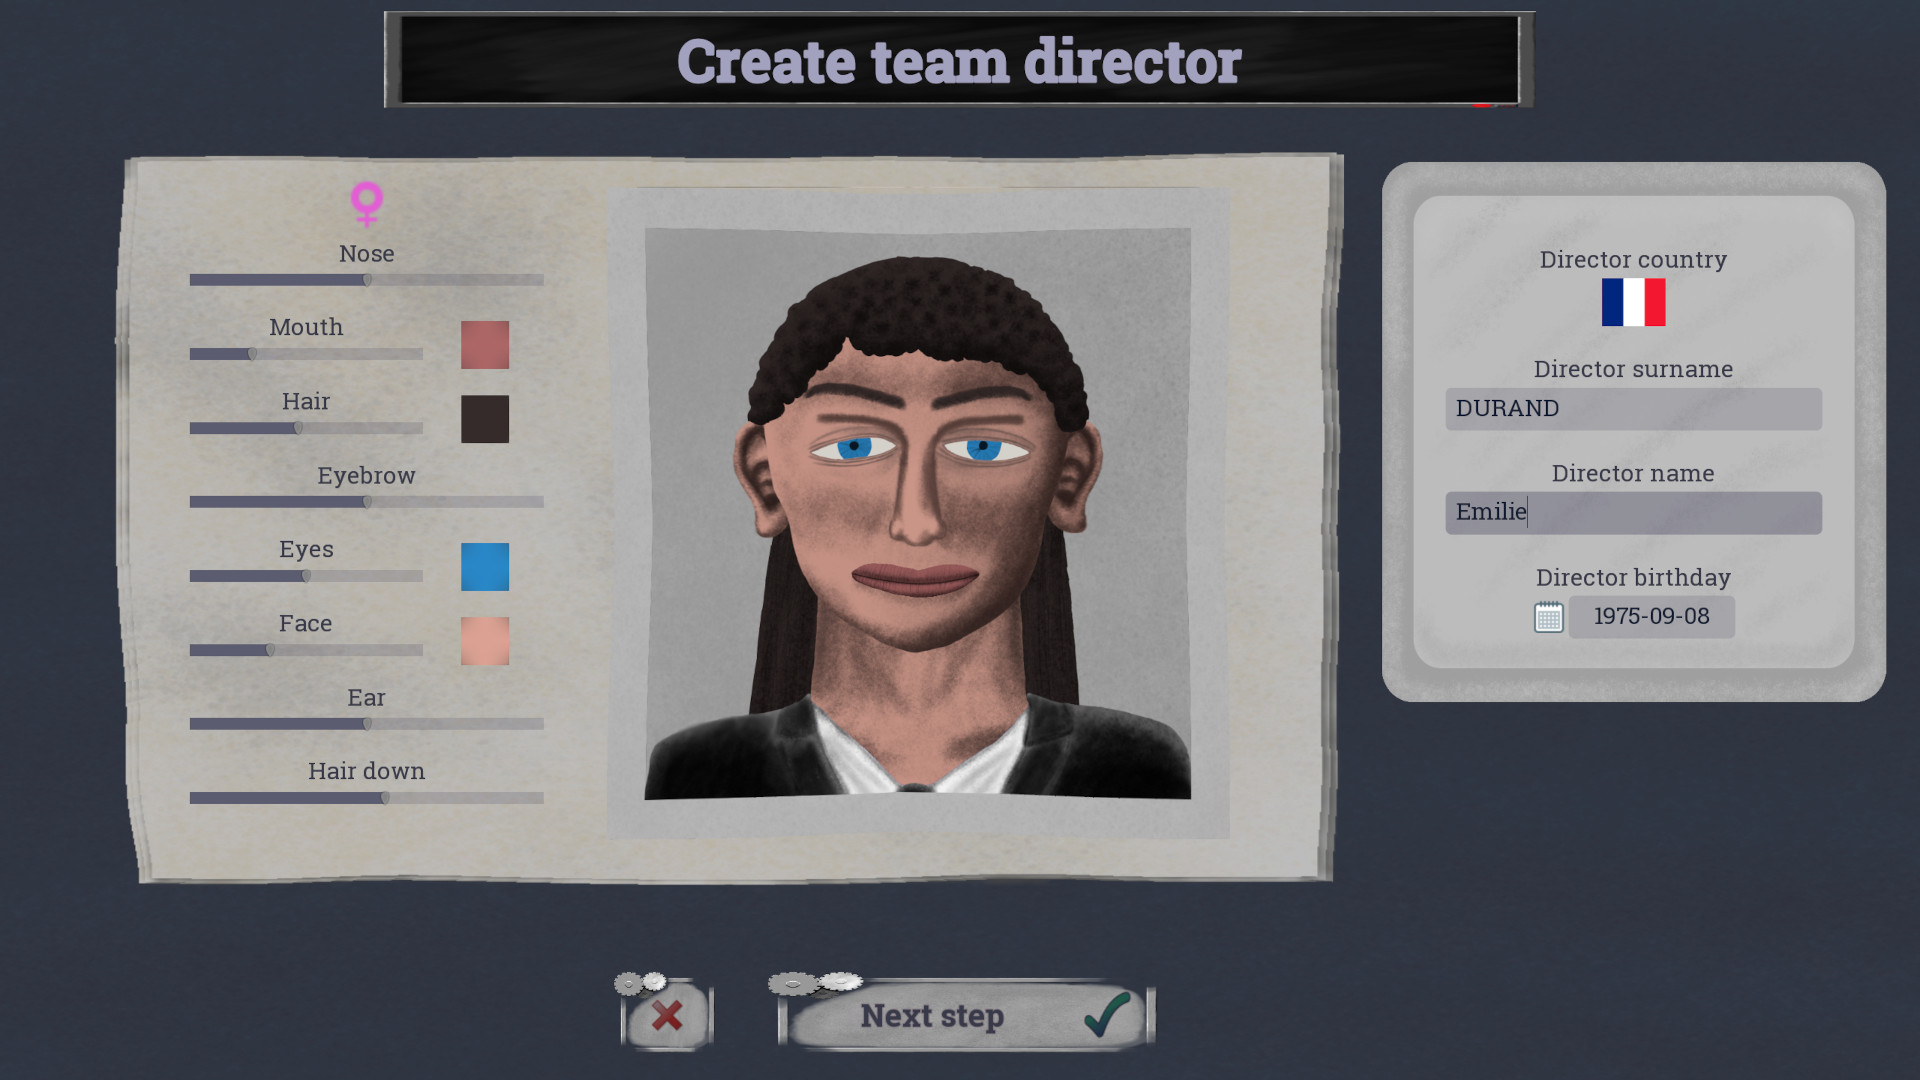 Create team director
Nose
Mouth
Hair
Eyebrow
Eyes
Face
Ear
Hair down
Director country
Director surname
DURAND
Director name
Emilie
Director birthday
1975-09-08
Next step